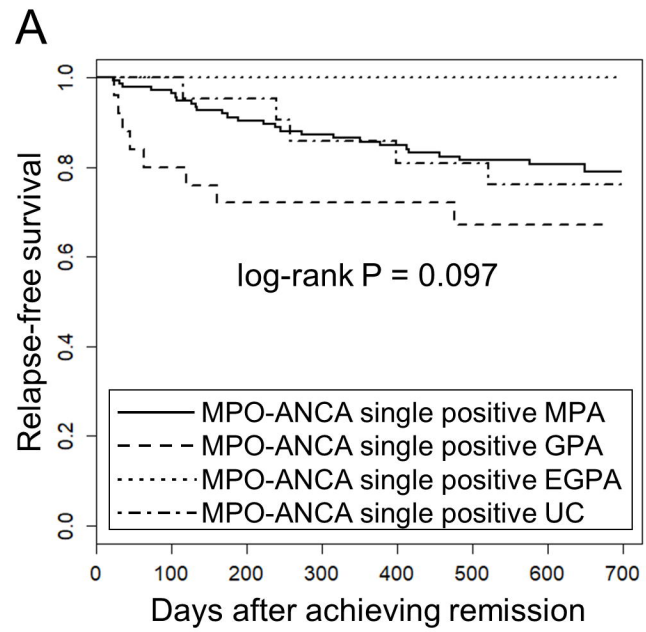 A
1.0
0.8
0.6
0.4
0.2
0.0
Relapse-free survival
log-rank P = 0.097
MPO-ANCA single positive MPA
MPO-ANCA single positive GPA
MPO-ANCA single positive EGPA
MPO-ANCA single positive UC
0 100 200 300 400 500 600 700
Days after achieving remission